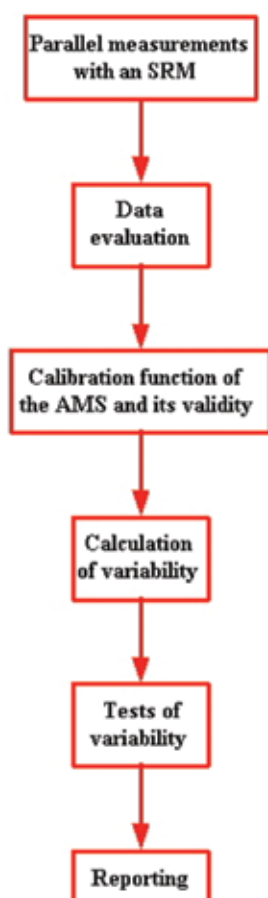 Parallel measurements
with an SRM
Data
evaluation
Calibration function of
the AMS and its validity
Calculation
of variability
Tests of
variability
Reporting